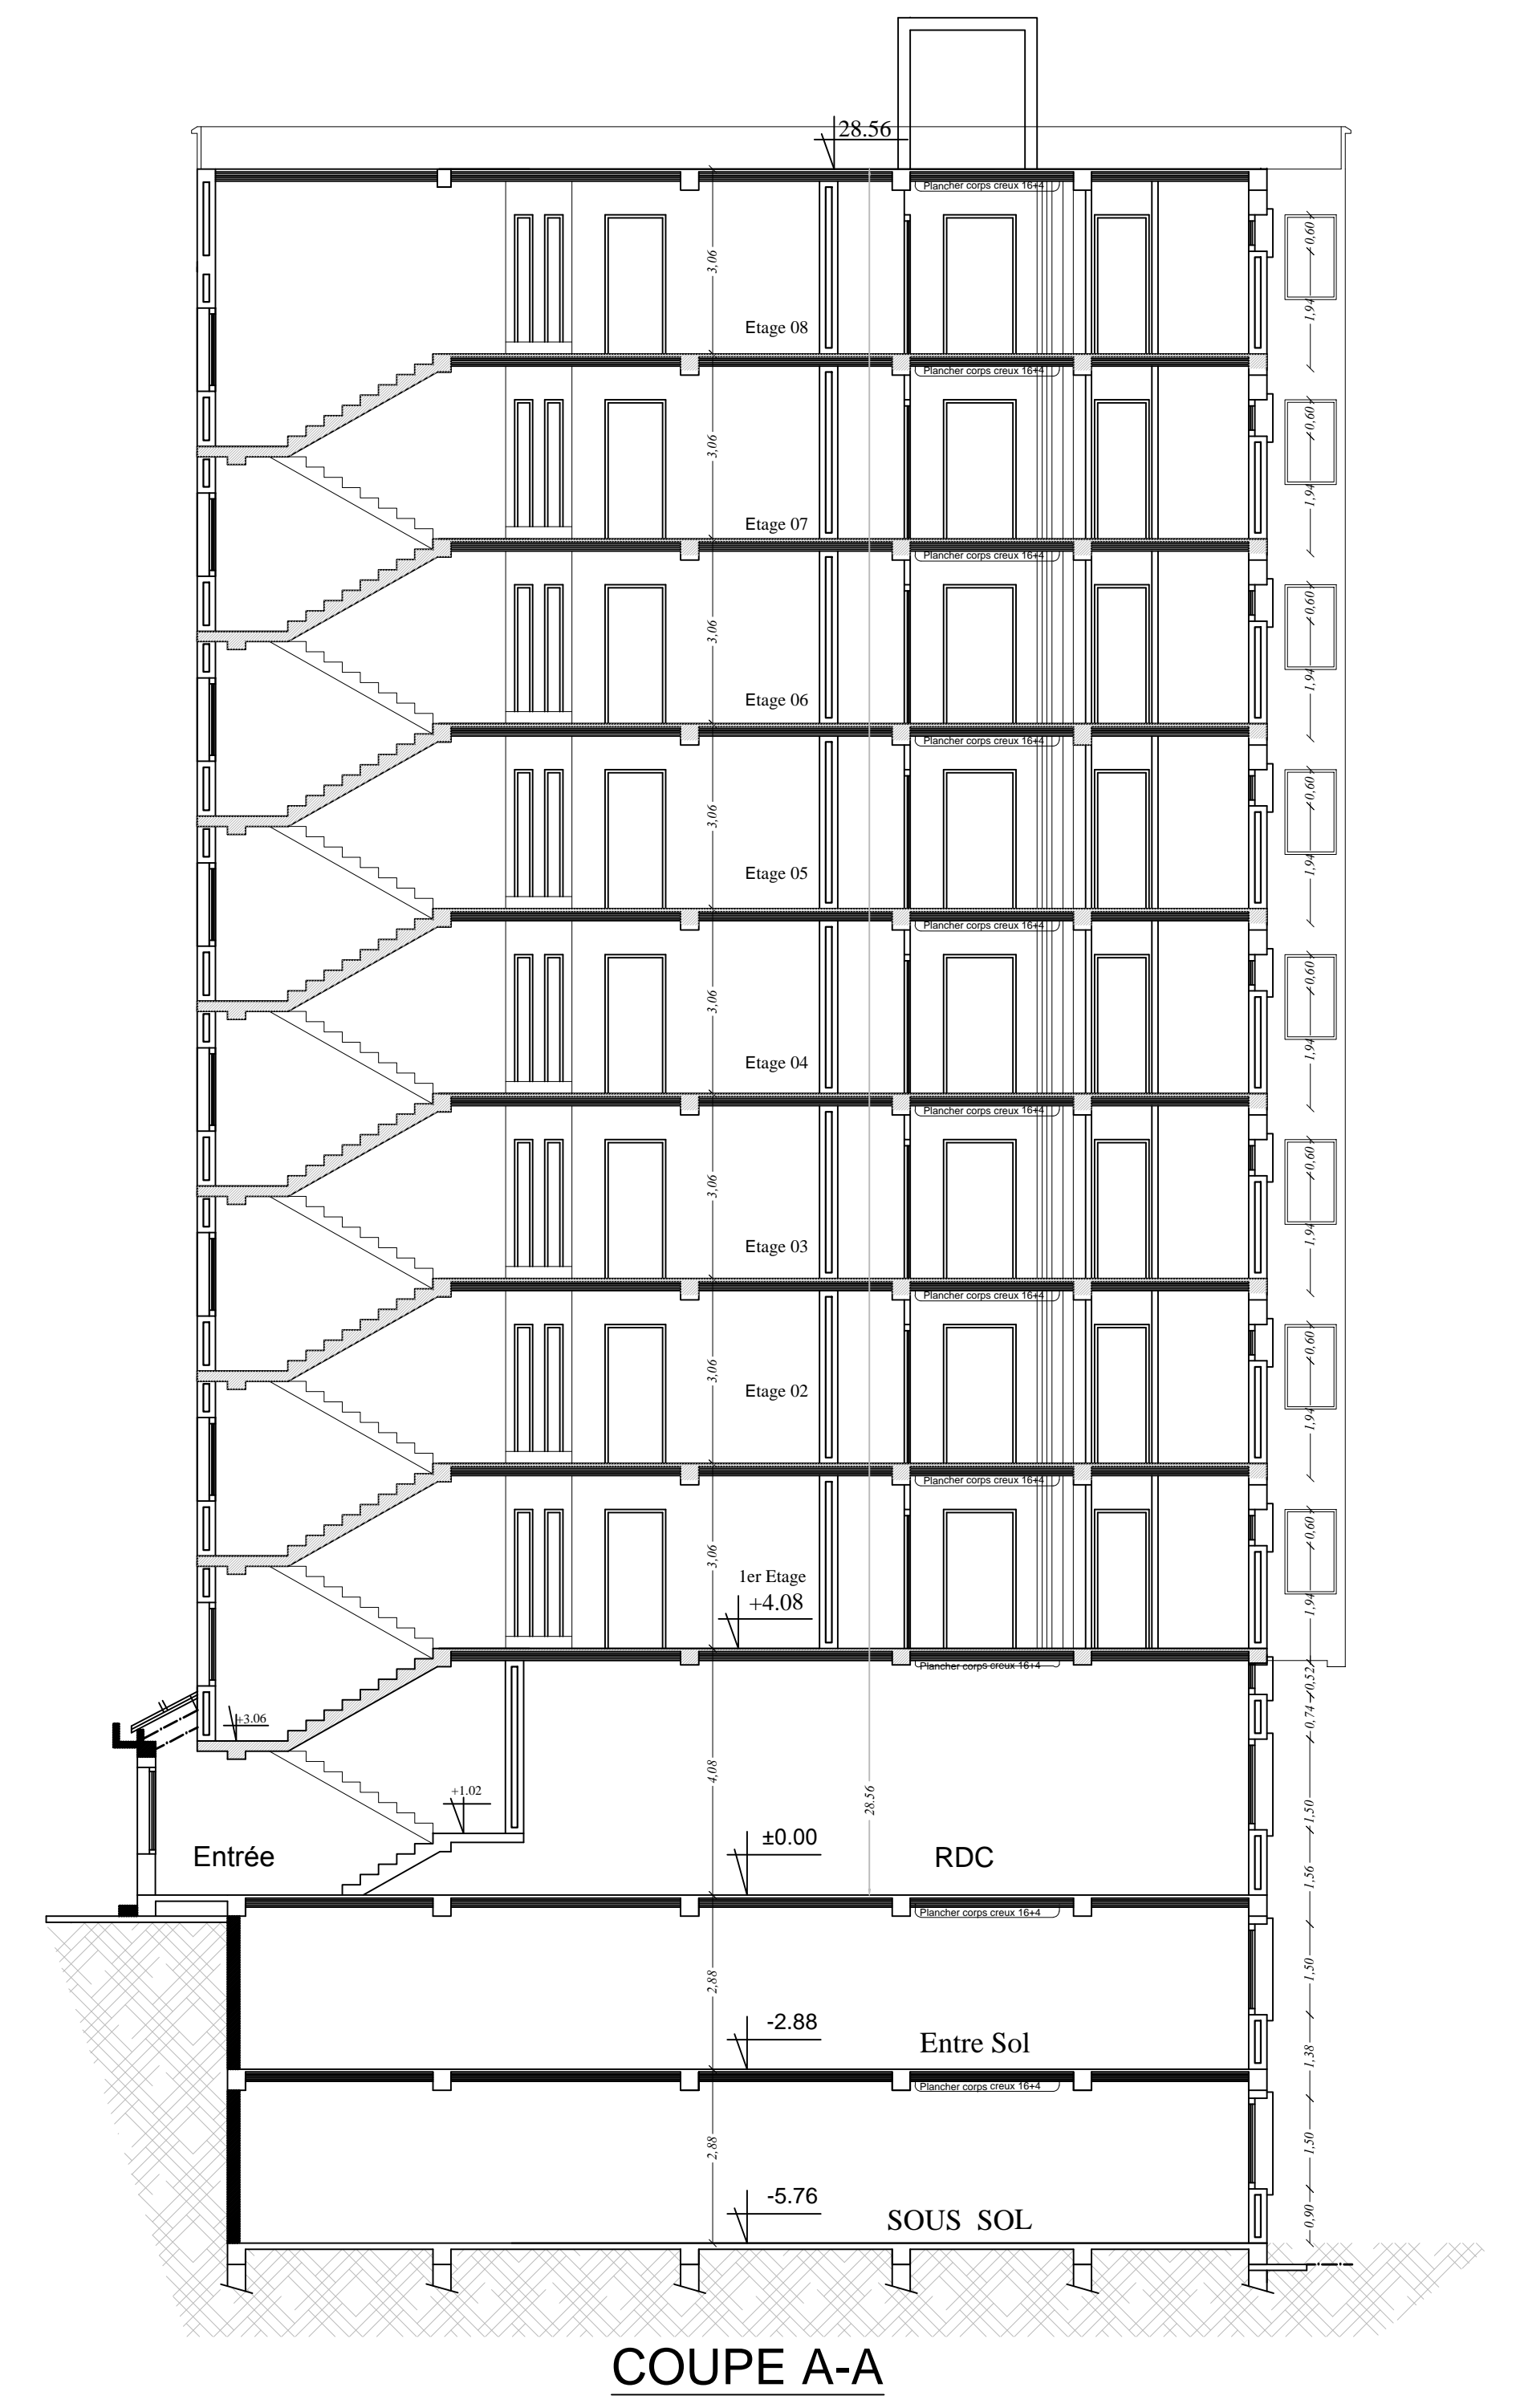 28.56
Plancher corps creux 16+4
0,60
3,06
1,94
Etage 08
Plancher corps creux 16+4
0,60
3,06
1,94
Etage 07
Plancher corps creux 16+4
0,60
3,06
1,94
Etage 06
Plancher corps creux 16+4
0,60
3,06
1,94
Etage 05
Plancher corps creux 16+4
0,60
3,06
1,94
Etage 04
Plancher corps creux 16+4
0,60
3,06
1,94
Etage 03
Plancher corps creux 16+4
0,60
3,06
1,94
Etage 02
Plancher corps creux 16+4
0,60
3,06
1er Etage
+4.08
1,94
Plancher corps creux 16+4
0,52
0,74
+3.06
4,08
+1.02
28.56
1,50
±0.00
Entrée
RDC
1,56
Plancher corps creux 16+4
1,50
2,88
-2.88
Entre Sol
1,38
Plancher corps creux 16+4
1,50
2,88
-5.76
SOUS SOL
0,90
COUPE A-A